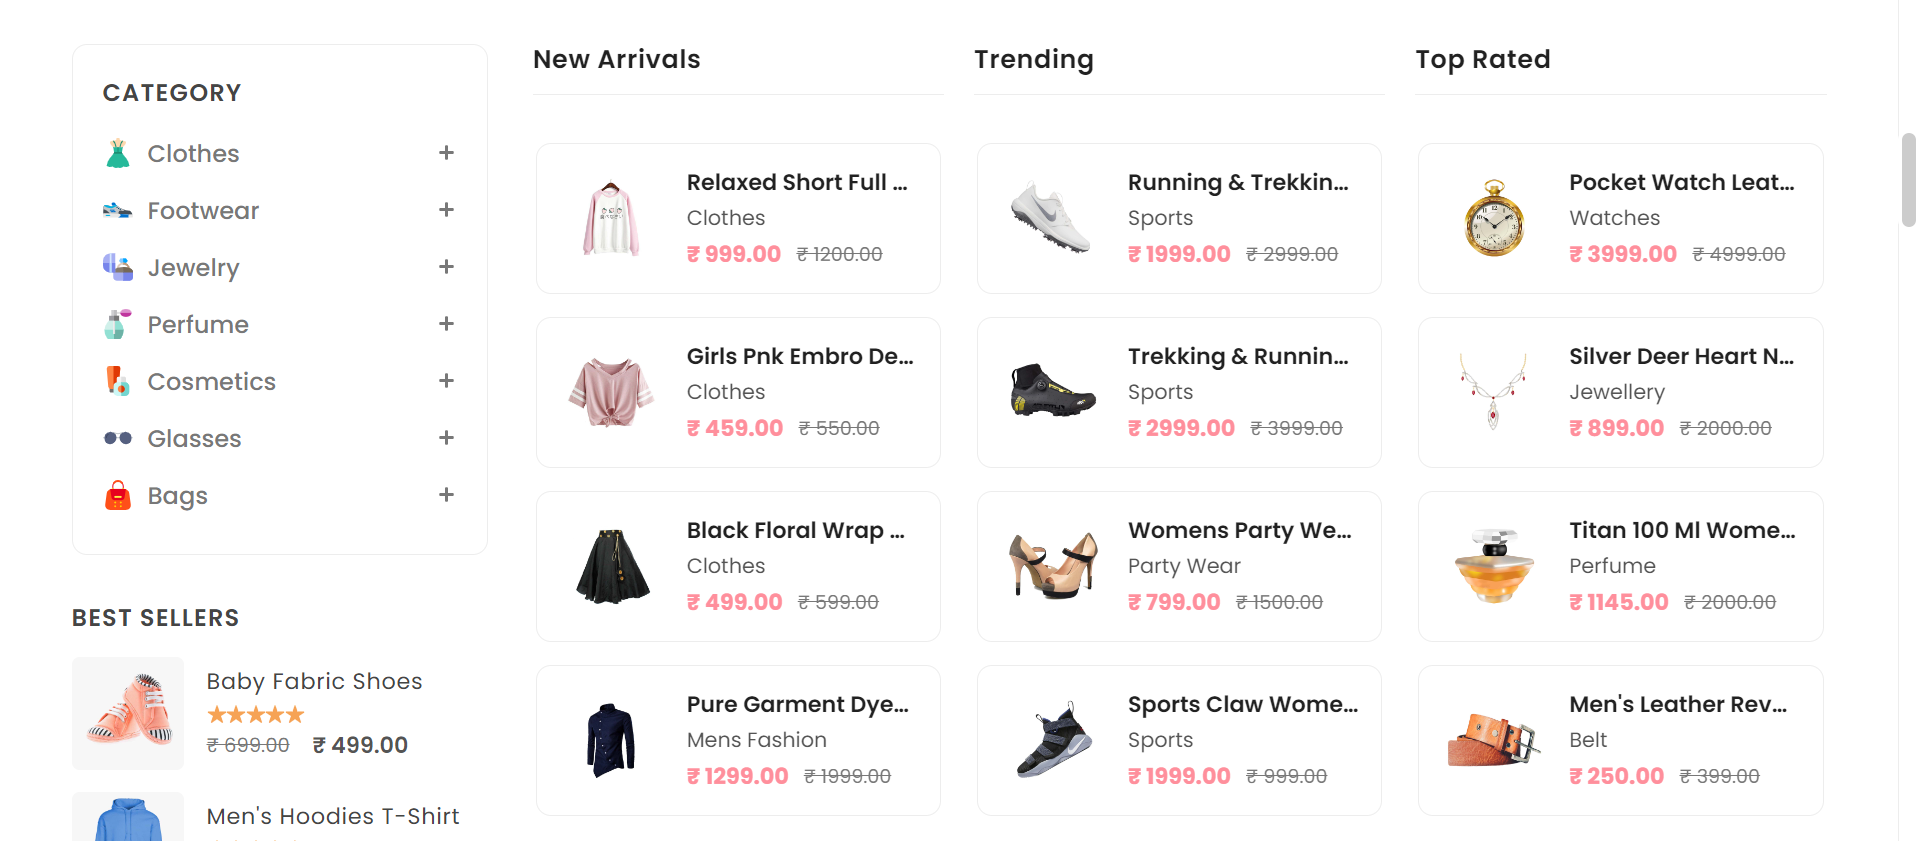 CATEGORY
Clothes +
Footwear +
Jewelry +
Perfume +
Cosmetics +
Glasses +
Bags +
BEST SELLERS
Baby Fabric Shoes
★★★★★
₹ 699.00 ₹ 499.00
Men's Hoodies T-Shirt
New Arrivals
Relaxed Short Full ...
Clothes
₹ 999.00 ₹ 1200.00
Girls Pnk Embro De...
Clothes
₹ 459.00 ₹ 550.00
Black Floral Wrap ...
Clothes
₹ 499.00 ₹ 599.00
Pure Garment Dye...
Mens Fashion
₹ 1299.00 ₹ 1999.00
Trending
Running & Trekkin...
Sports
₹ 1999.00 ₹ 2999.00
Trekking & Runnin...
Sports
₹ 2999.00 ₹ 3999.00
Womens Party We...
Party Wear
₹ 799.00 ₹ 1500.00
Sports Claw Wome...
Sports
₹ 1999.00 ₹ 999.00
Top Rated
Pocket Watch Leat...
Watches
₹ 3999.00 ₹ 4999.00
Silver Deer Heart N...
Jewellery
₹ 899.00 ₹ 2000.00
Titan 100 Ml Wome...
Perfume
₹ 1145.00 ₹ 2000.00
Men's Leather Rev...
Belt
₹ 250.00 ₹ 399.00